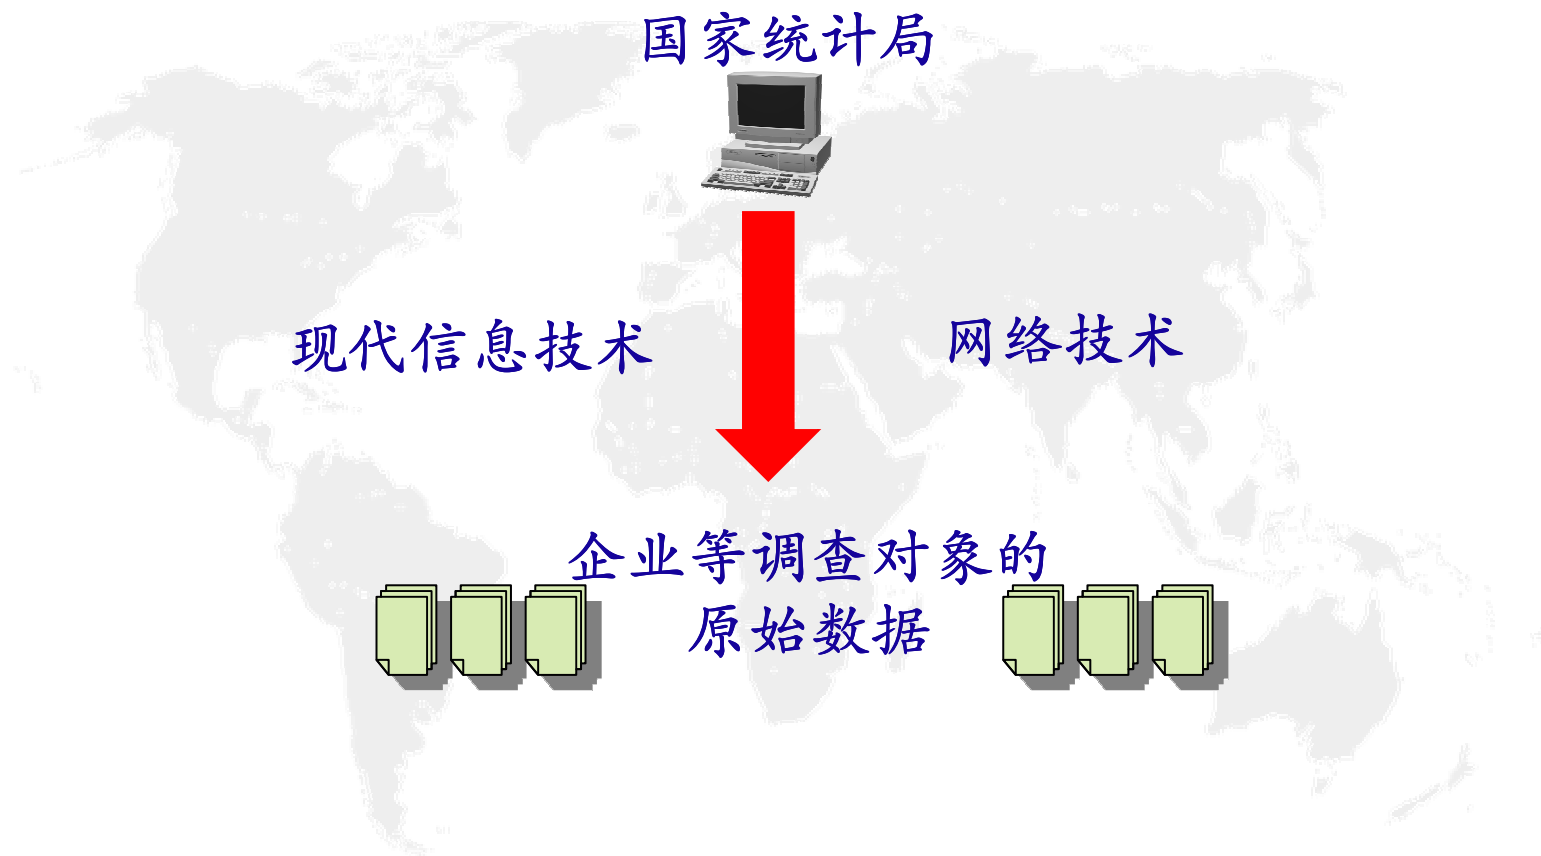 国家统计局
现代信息技术
网络技术
企业等调查对象的
原始数据